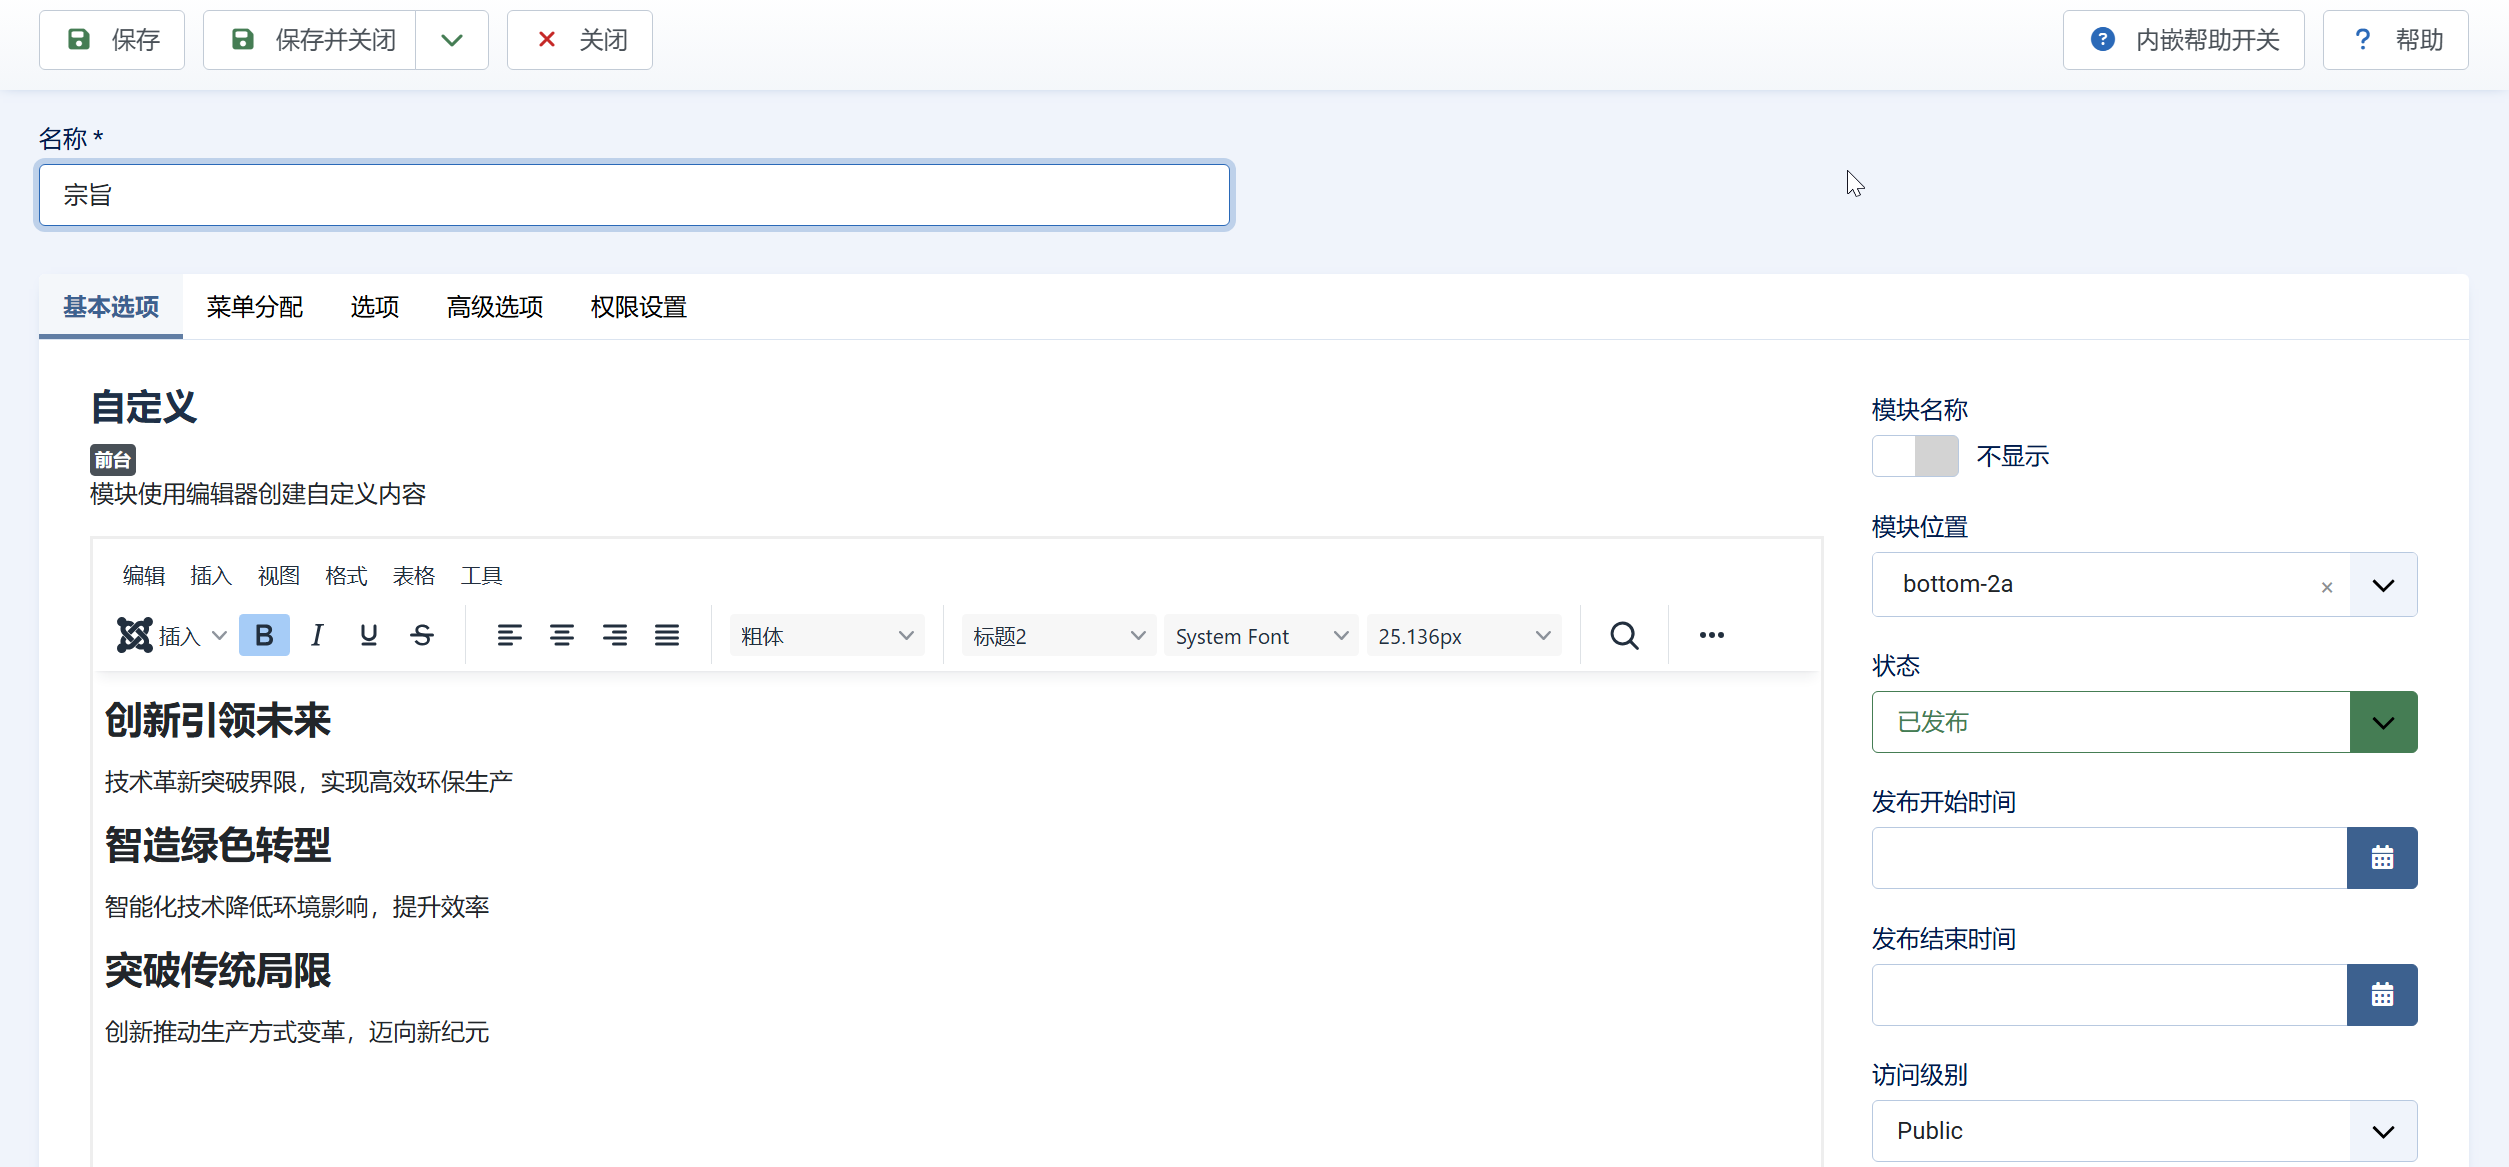 保存 保存并关闭 关闭 内嵌帮助开关 ? 帮助
名称 *
宗旨
基本选项 菜单分配 选项 高级选项 权限设置
自定义
前台
模块使用编辑器创建自定义内容
编辑 插入 视图 格式 表格 工具
插入 B I U S 粗体 标题2 System Font 25.136px
创新引领未来
技术革新突破界限，实现高效环保生产
智造绿色转型
智能化技术降低环境影响，提升效率
突破传统局限
创新推动生产方式变革，迈向新纪元
模块名称
不显示
模块位置
bottom-2a ×
状态
已发布
发布开始时间
发布结束时间
访问级别
Public